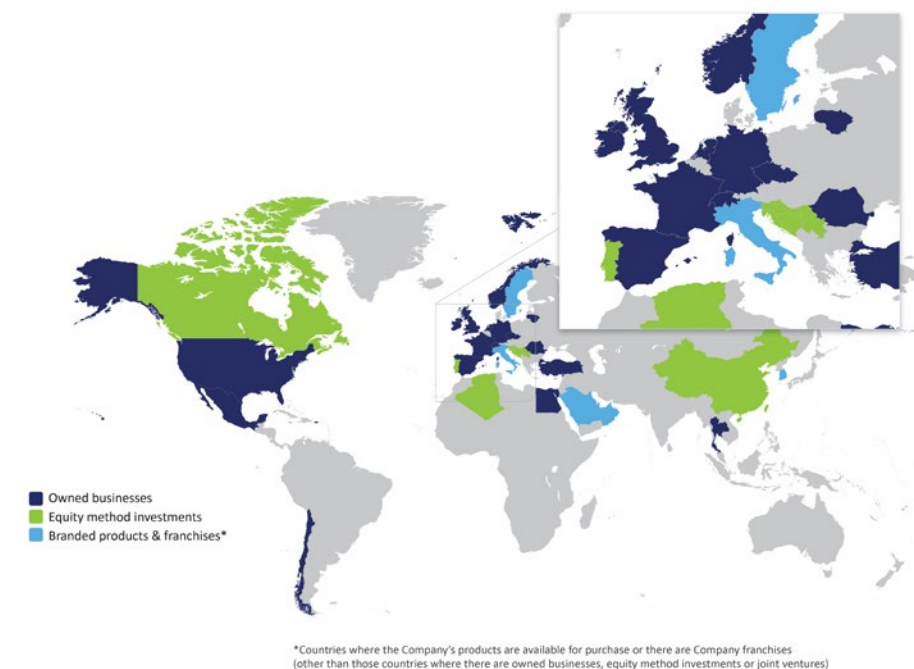 Owned businesses
Equity method investments
Branded products & franchises*
*Countries where the Company's products are available for purchase or there are Company franchises
(other than those countries where there are owned businesses, equity method investments or joint ventures)